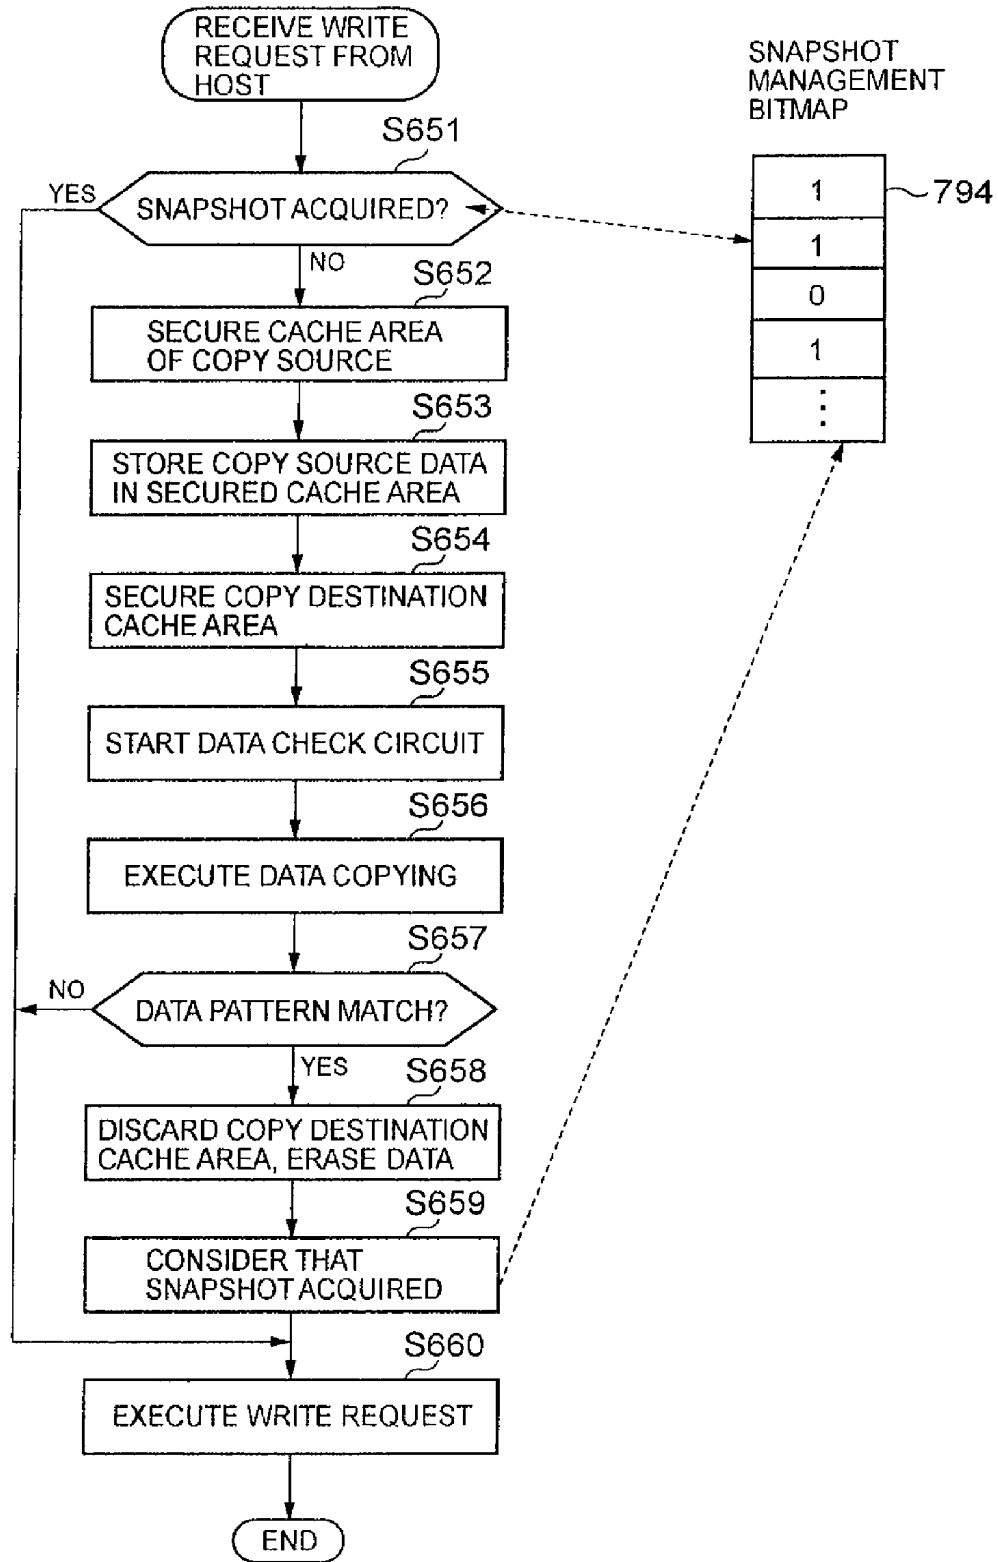 RECEIVE WRITE
REQUEST FROM
HOST
SNAPSHOT
MANAGEMENT
BITMAP
S651
YES
SNAPSHOT ACQUIRED?
NO
1
794
1
0
1
⋮
S652
SECURE CACHE AREA
OF COPY SOURCE
S653
STORE COPY SOURCE DATA
IN SECURED CACHE AREA
S654
SECURE COPY DESTINATION
CACHE AREA
S655
START DATA CHECK CIRCUIT
S656
EXECUTE DATA COPYING
S657
NO
DATA PATTERN MATCH?
YES
S658
DISCARD COPY DESTINATION
CACHE AREA, ERASE DATA
S659
CONSIDER THAT
SNAPSHOT ACQUIRED
S660
EXECUTE WRITE REQUEST
END